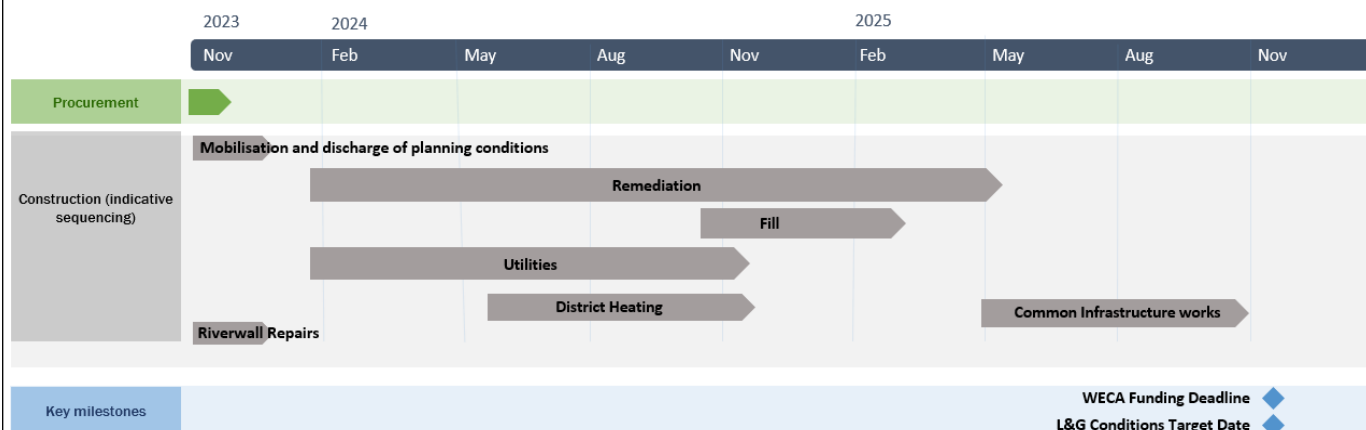 2023 2024 2025
Nov Feb May Aug Nov Feb May Aug Nov
Procurement
Mobilisation and discharge of planning conditions
Remediation
Construction (indicative
sequencing)
Fill
Utilities
District Heating
Common Infrastructure works
Riverwall Repairs
WECA Funding Deadline
Key milestones
L&G Conditions Target Date